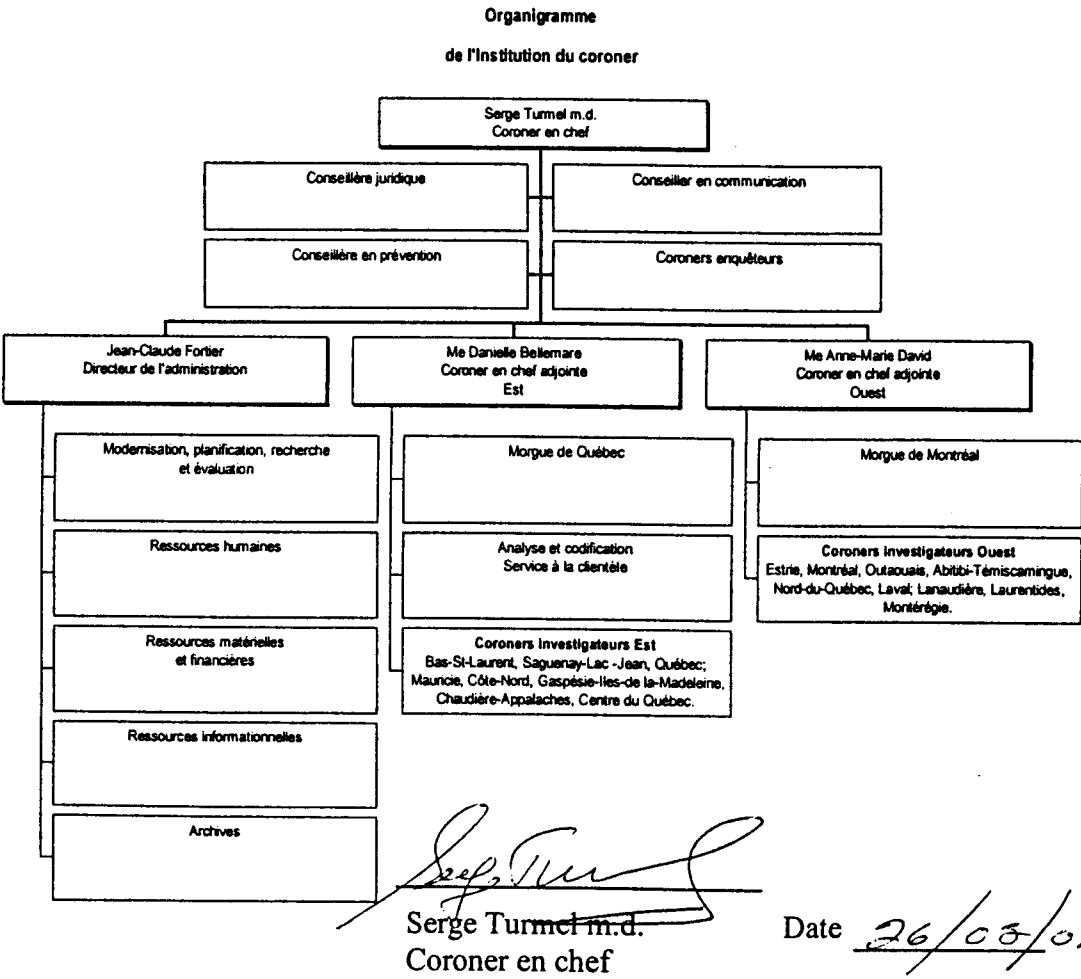 Organigramme
de l'Institution du coroner
Serge Turmel m.d.
Coroner en chef
Conseillère juridique
Conseiller en communication
Conseillère en prévention
Coroners enquêteurs
Jean-Claude Fortier
Directeur de l'administration
Me Danielle Bellemare
Coroner en chef adjointe
Est
Me Anne-Marie David
Coroner en chef adjointe
Ouest
Modernisation, planification, recherche
et évaluation
Ressources humaines
Ressources matérielles
et financières
Ressources informationnelles
Archives
Morgue de Québec
Analyse et codification
Service à la clientèle
Coroners investigateurs Est
Bas-St-Laurent, Saguenay-Lac -Jean, Québec;
Mauricie, Côte-Nord, Gaspésie-Iles-de la-Madeleine,
Chaudière-Appalaches, Centre du Québec.
Morgue de Montréal
Coroners investigateurs Ouest
Estrie, Montréal, Outaouais, Abitibi-Témiscamingue,
Nord-du-Québec, Laval; Lanaudière, Laurentides,
Montérégie.
Serge Turmel m.d.
Coroner en chef
Date 26/03/0